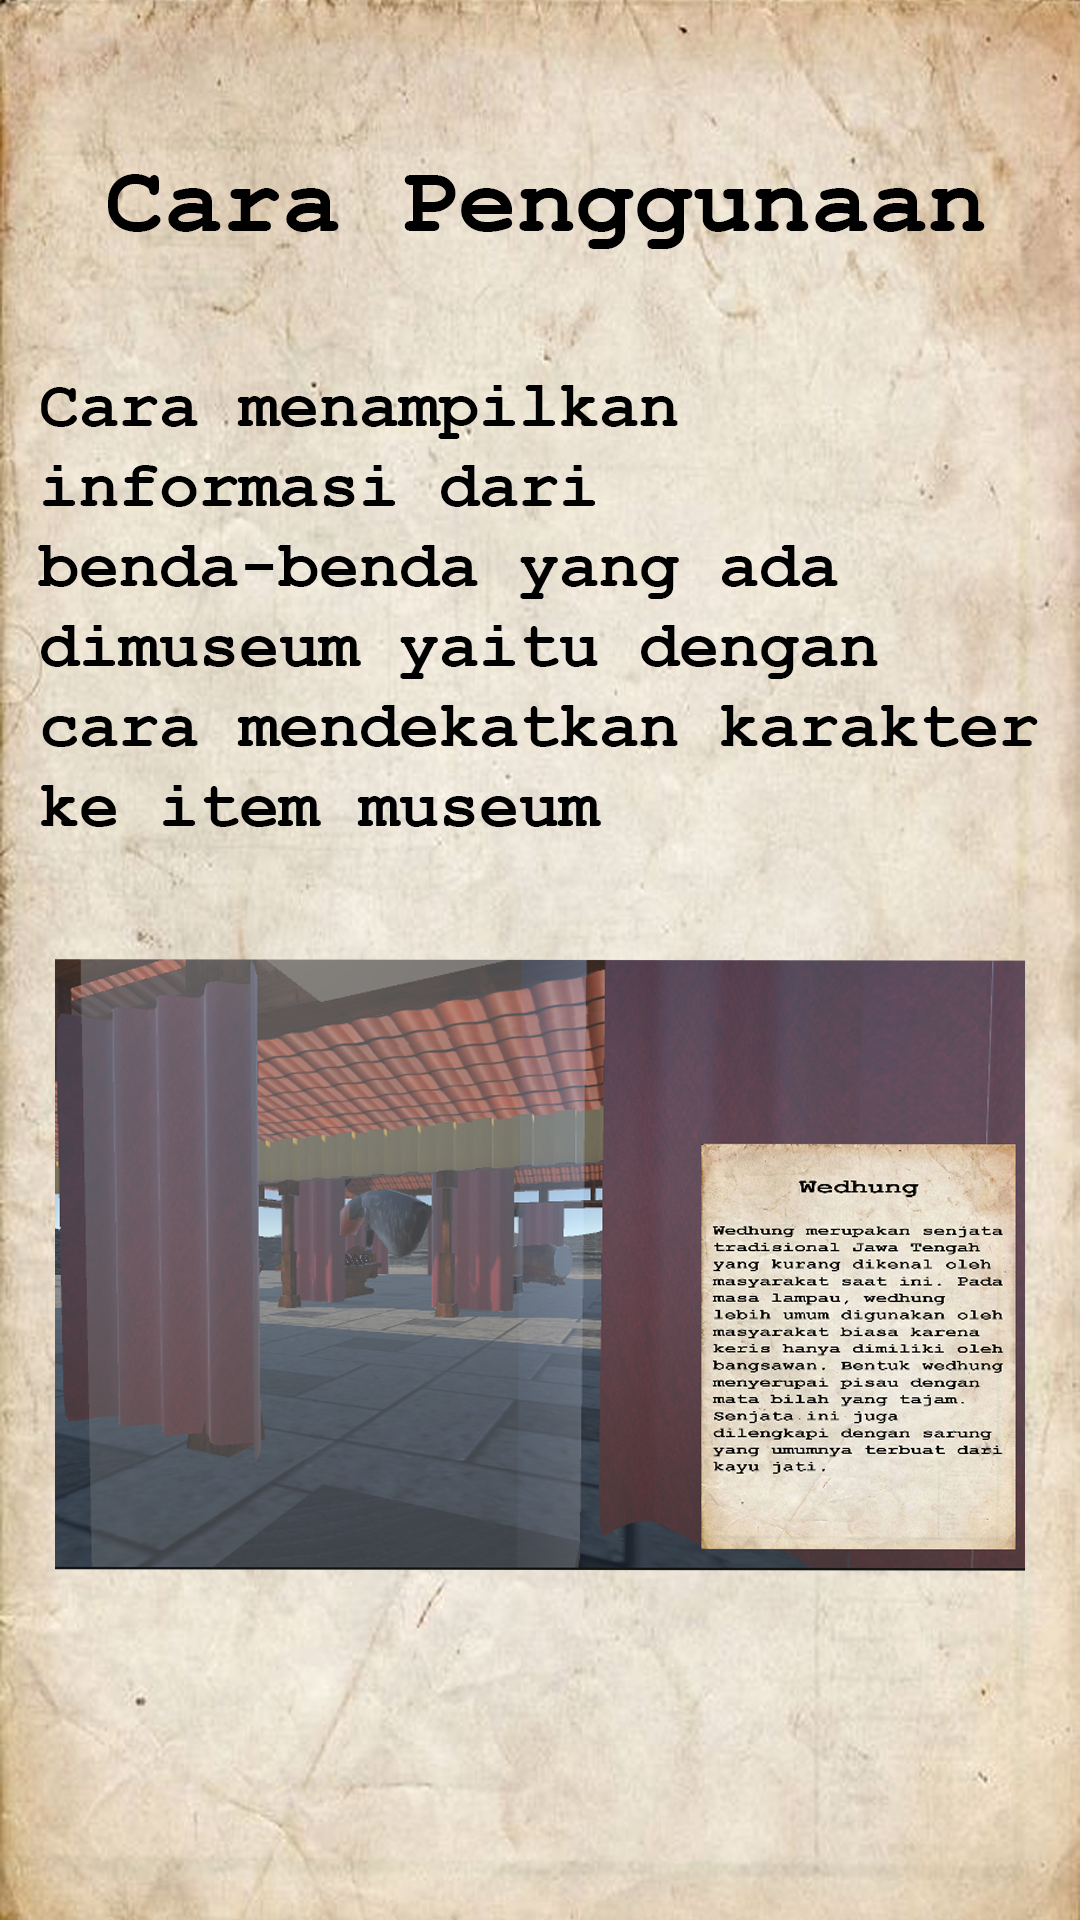 Cara Penggunaan
Cara menampilkan
informasi dari
benda-benda yang ada
dimuseum yaitu dengan
cara mendekatkan karakter
ke item museum
Wedhung
Wedhung merupakan senjata
tradisional Jawa Tengah
yang kurang dikenal oleh
masyarakat saat ini. Pada
masa lampau, wedhung
lebih umum digunakan oleh
masyarakat biasa karena
keris hanya dimiliki oleh
bangsawan. Bentuk wedhung
menyerupai pisau dengan
mata bilah yang tajam.
Senjata ini juga
dilengkapi dengan sarung
yang umumnya terbuat dari
kayu jati.